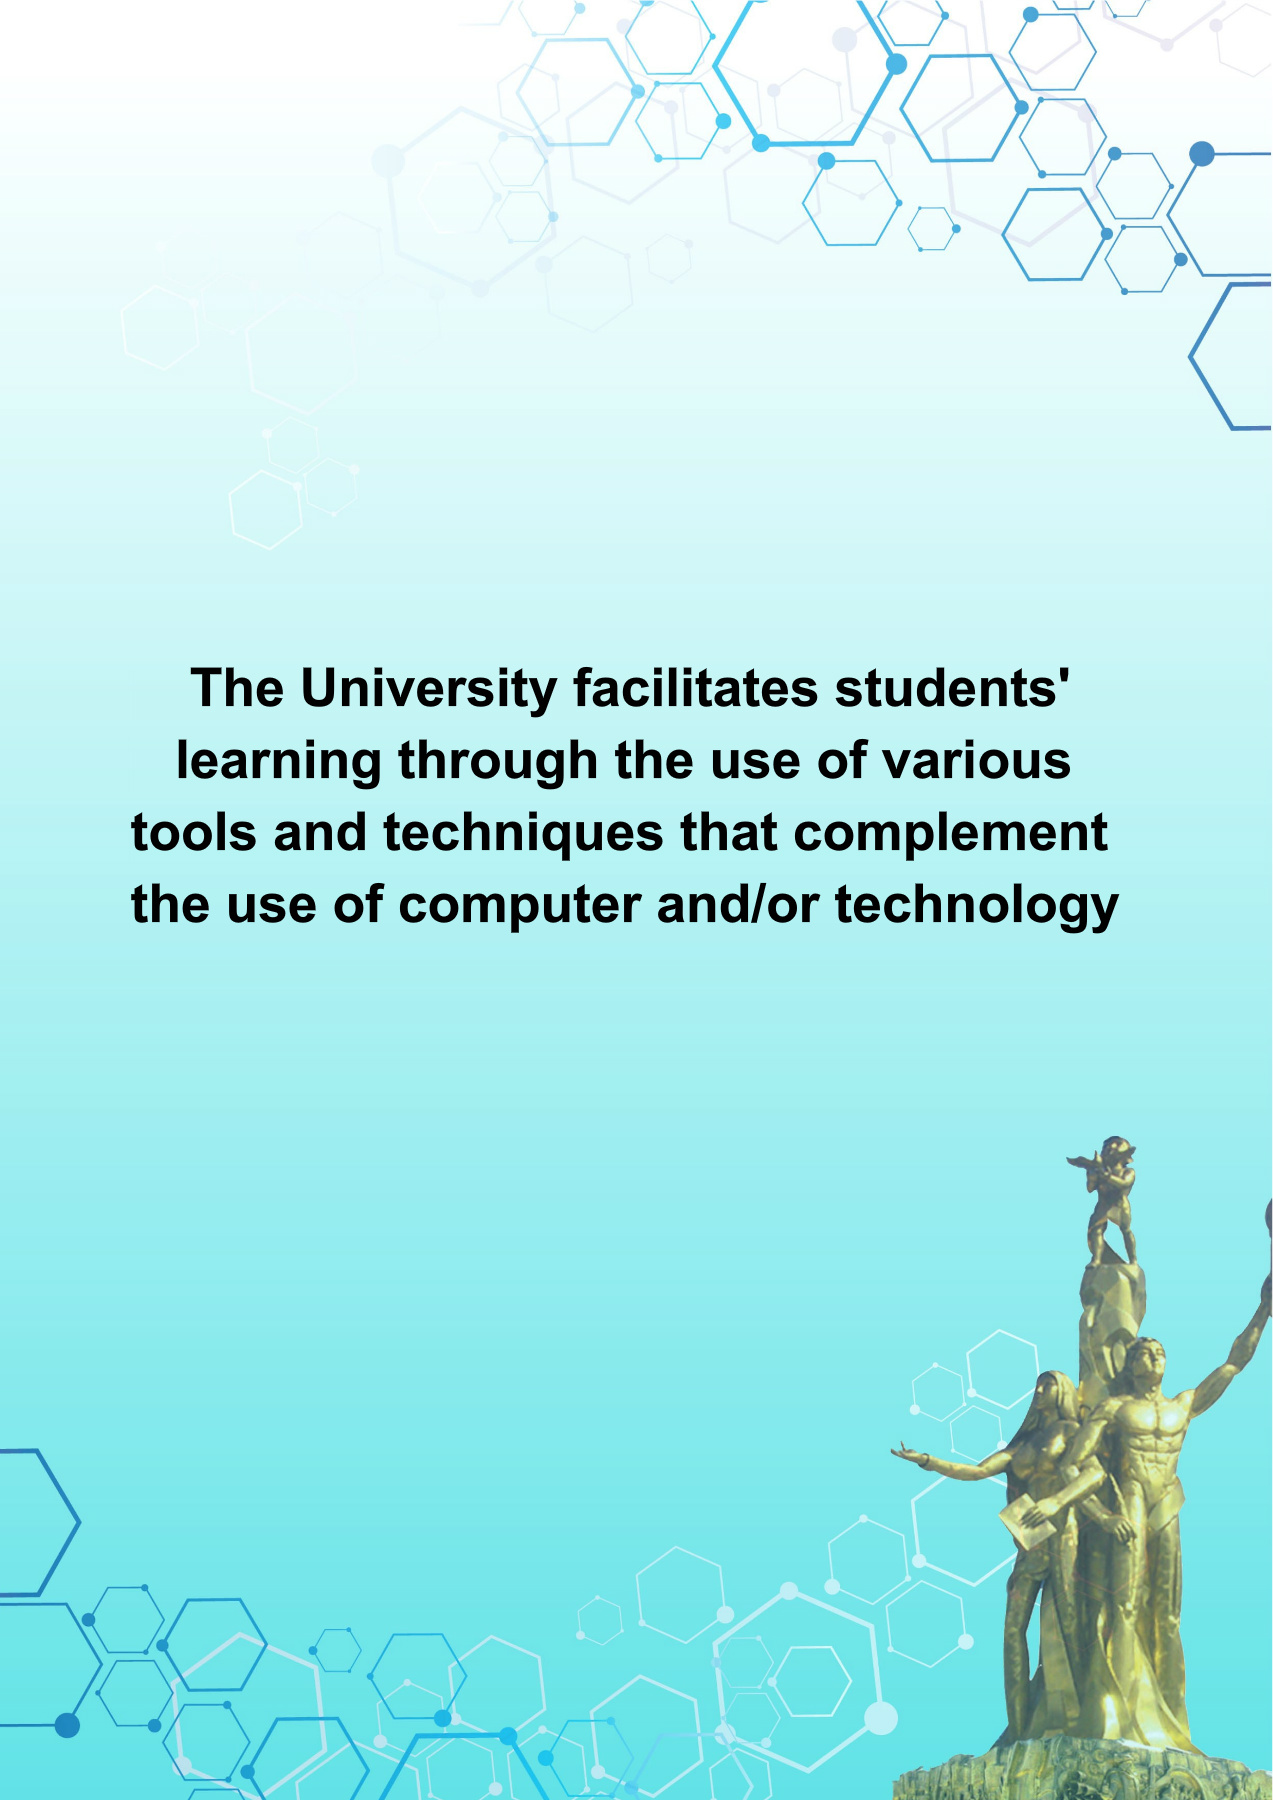 The University facilitates students'
learning through the use of various
tools and techniques that complement
the use of computer and/or technology